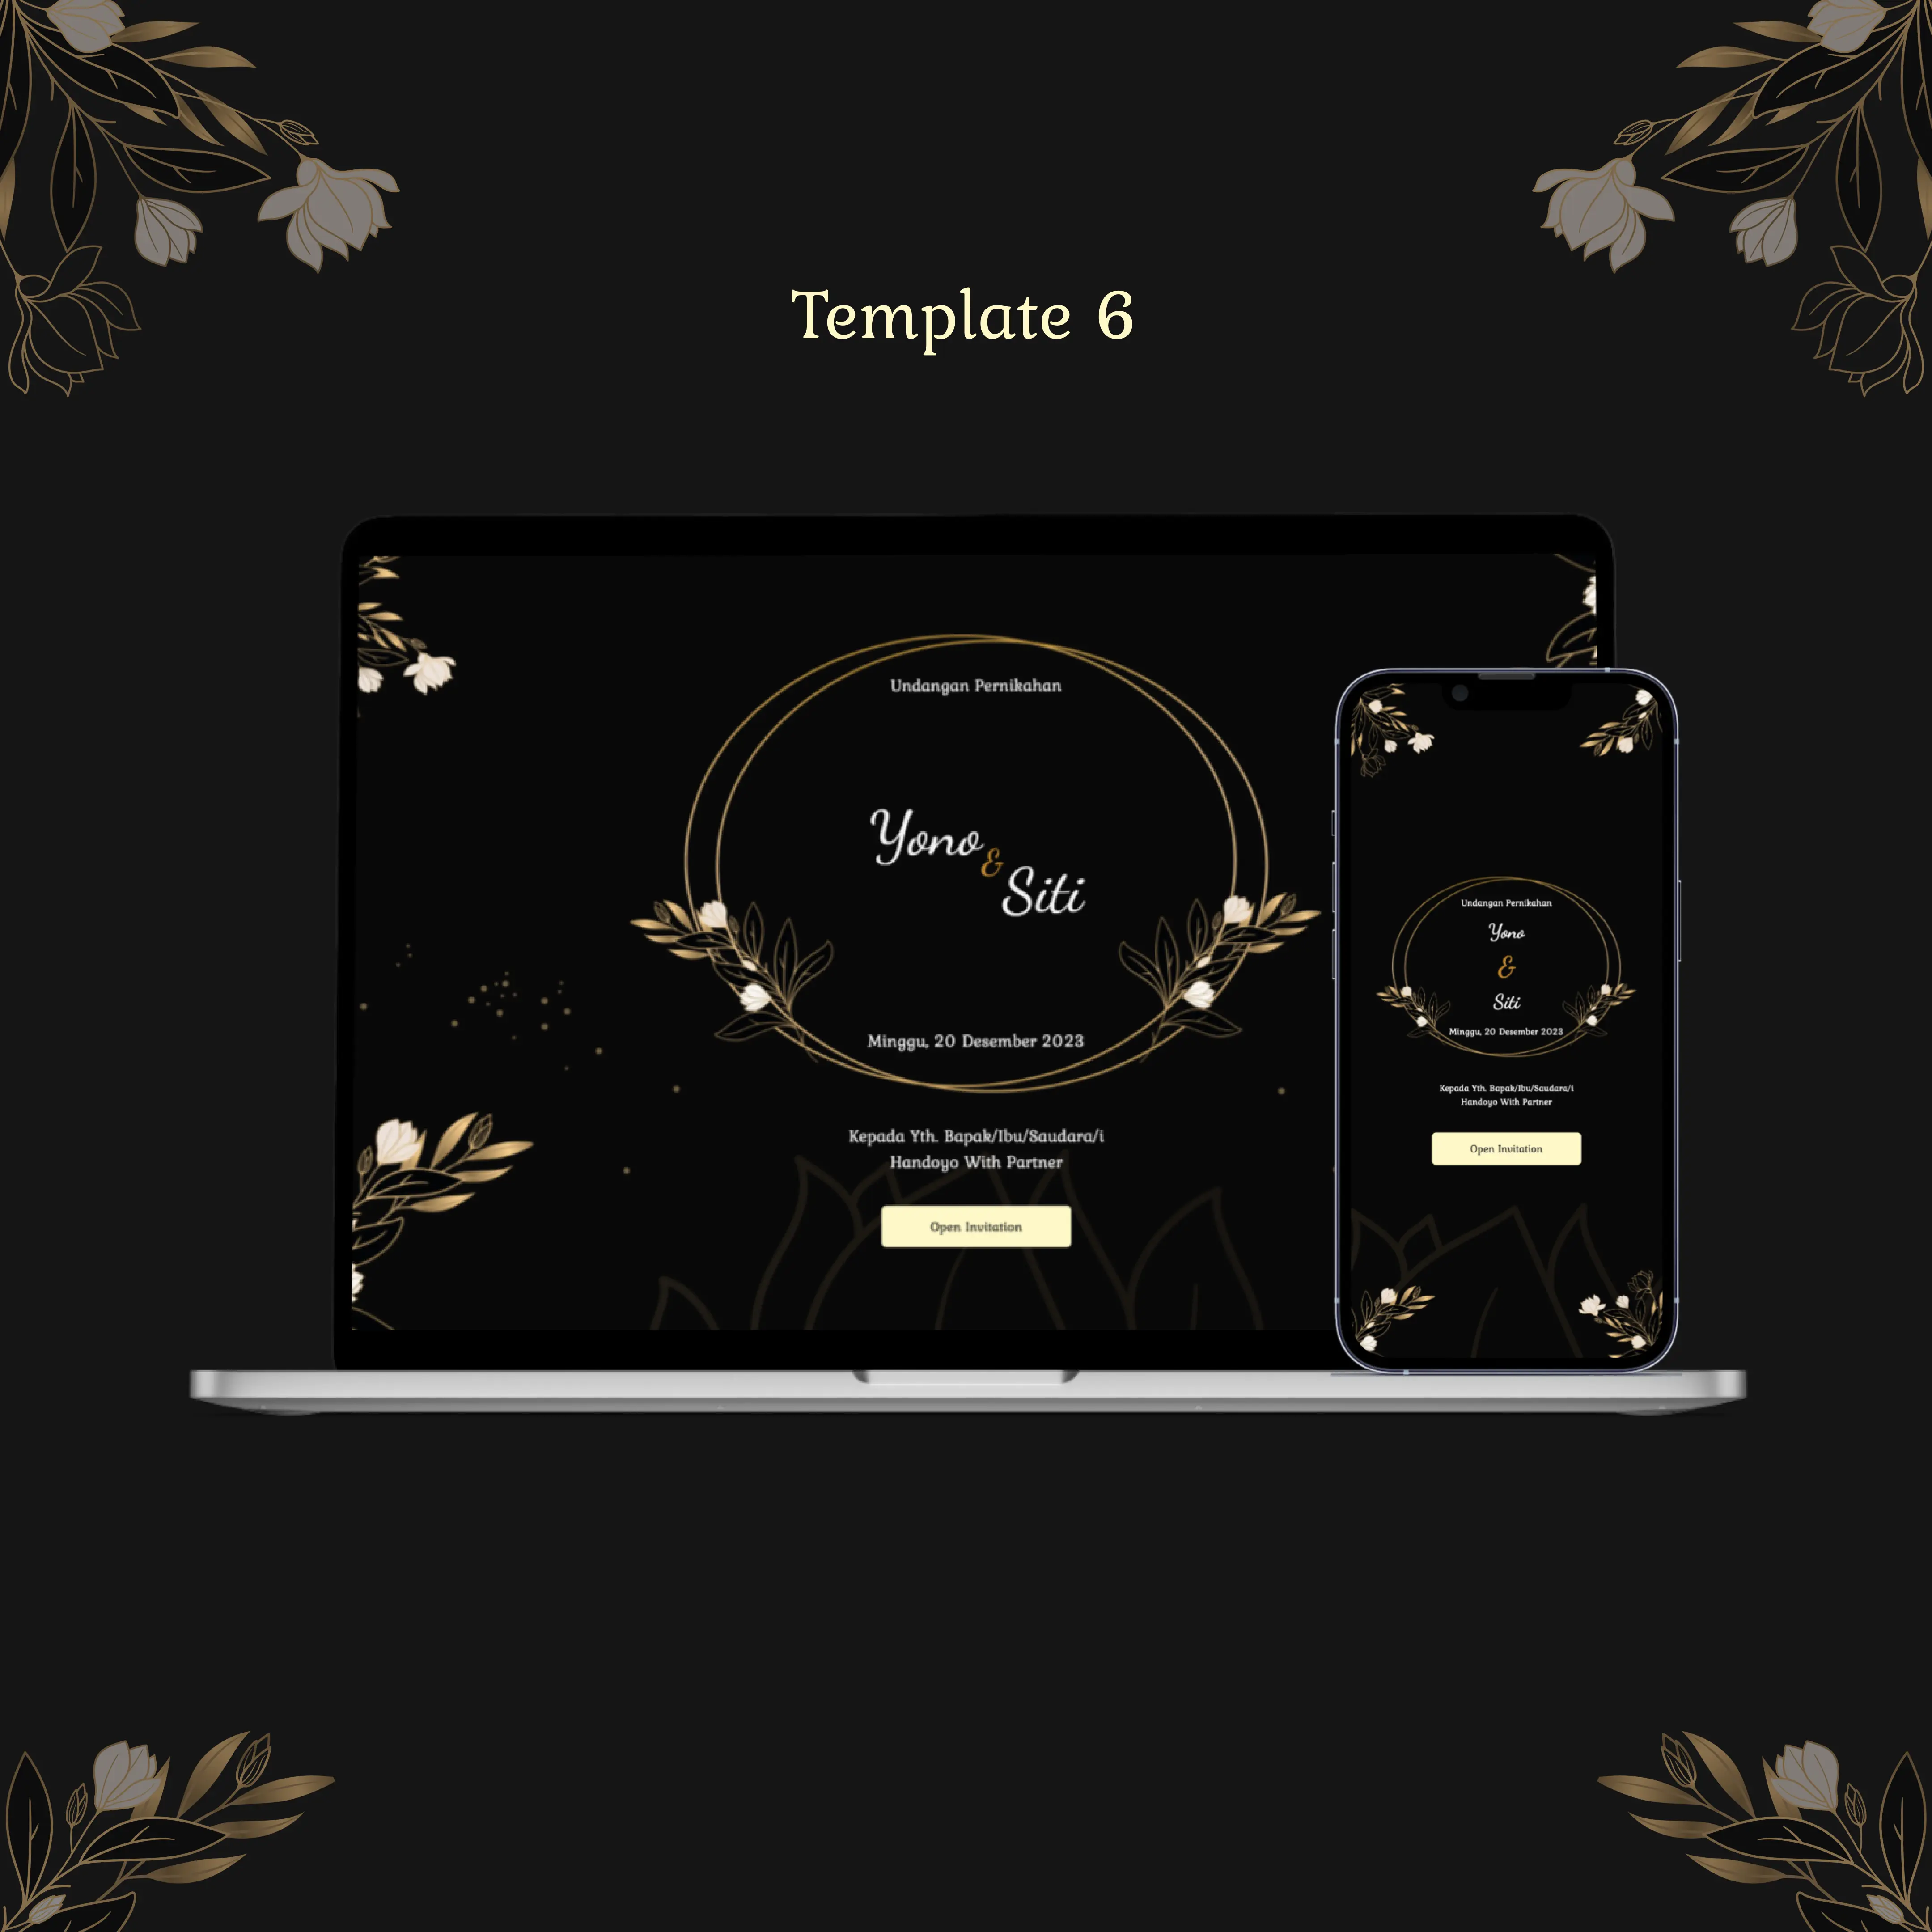 Template 6
Undangan Pernikahan
Yono
&
Siti
Minggu, 20 Desember 2023
Kepada Yth. Bapak/Ibu/Saudara/i
Handoyo With Partner
Open Invitation
Undangan Pernikahan
Yono
&
Siti
Minggu, 20 Desember 2023
Kepada Yth. Bapak/Ibu/Saudara/i
Handoyo With Partner
Open Invitation